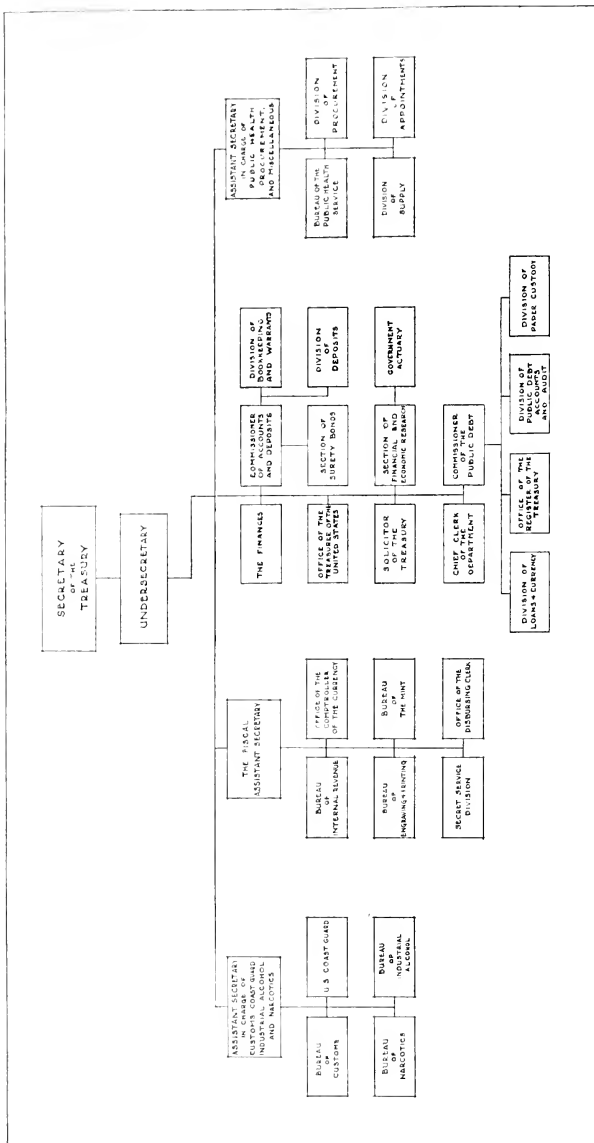 SECRETARY
OF THE
TREASURY
UNDERSECRETARY
ASSISTANT SECRETARY
IN CHARGE OF
CUSTOMS COAST GUARD
INDUSTRIAL ALCOHOL
AND NARCOTICS
BUREAU
OF
CUSTOMS
U.S. COAST GUARD
BUREAU
OF
NARCOTICS
BUREAU
OF
INDUSTRIAL
ALCOHOL
THE FISCAL
ASSISTANT SECRETARY
BUREAU
OF
INTERNAL REVENUE
OFFICE OF THE
COMPTROLLER
OF THE CURRENCY
BUREAU
OF
ENGRAVING & PRINTING
BUREAU
OF
THE MINT
SECRET SERVICE
DIVISION
OFFICE OF THE
DISBURSING CLERK
THE FINANCES
COMMISSIONER
OF ACCOUNTS
AND DEPOSITS
DIVISION OF
BOOKKEEPING
AND WARRANTS
OFFICE OF THE
TREASURER OF THE
UNITED STATES
SECTION OF
SURETY BONDS
DIVISION
OF
DEPOSITS
SOLICITOR
OF THE
TREASURY
SECTION OF
FINANCIAL AND
ECONOMIC RESEARCH
GOVERNMENT
ACTUARY
CHIEF CLERK
OF THE
DEPARTMENT
COMMISSIONER
OF THE
PUBLIC DEBT
DIVISION OF
LOANS & CURRENCY
OFFICE OF THE
REGISTER OF THE
TREASURY
DIVISION OF
PUBLIC DEBT
ACCOUNTS
AND AUDIT
DIVISION OF
PAPER CUSTODY
ASSISTANT SECRETARY
IN CHARGE OF
PUBLIC HEALTH
PROCUREMENT,
AND MISCELLANEOUS
BUREAU OF THE
PUBLIC HEALTH
SERVICE
DIVISION
OF
PROCUREMENT
DIVISION
OF
SUPPLY
DIVISION
OF
APPOINTMENTS